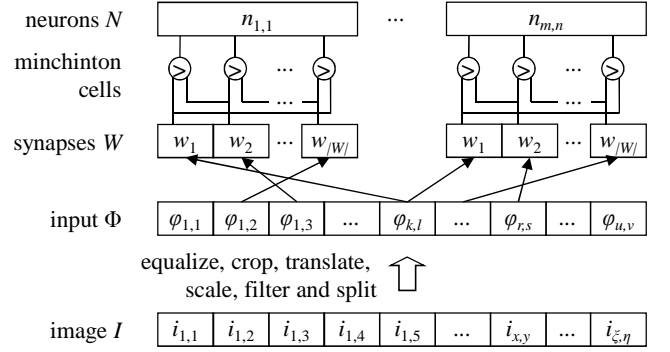 neurons N n1,1 ... nm,n
minchinton cells > > ... > > > ... >
... ...
synapses W w1 w2 ... w|W| w1 w2 ... w|W|
input Φ φ1,1 φ1,2 φ1,3 ... φk,l ... φr,s ... φu,v
equalize, crop, translate,
scale, filter and split
image I i1,1 i1,2 i1,3 i1,4 i1,5 ... ix,y ... iξ,η